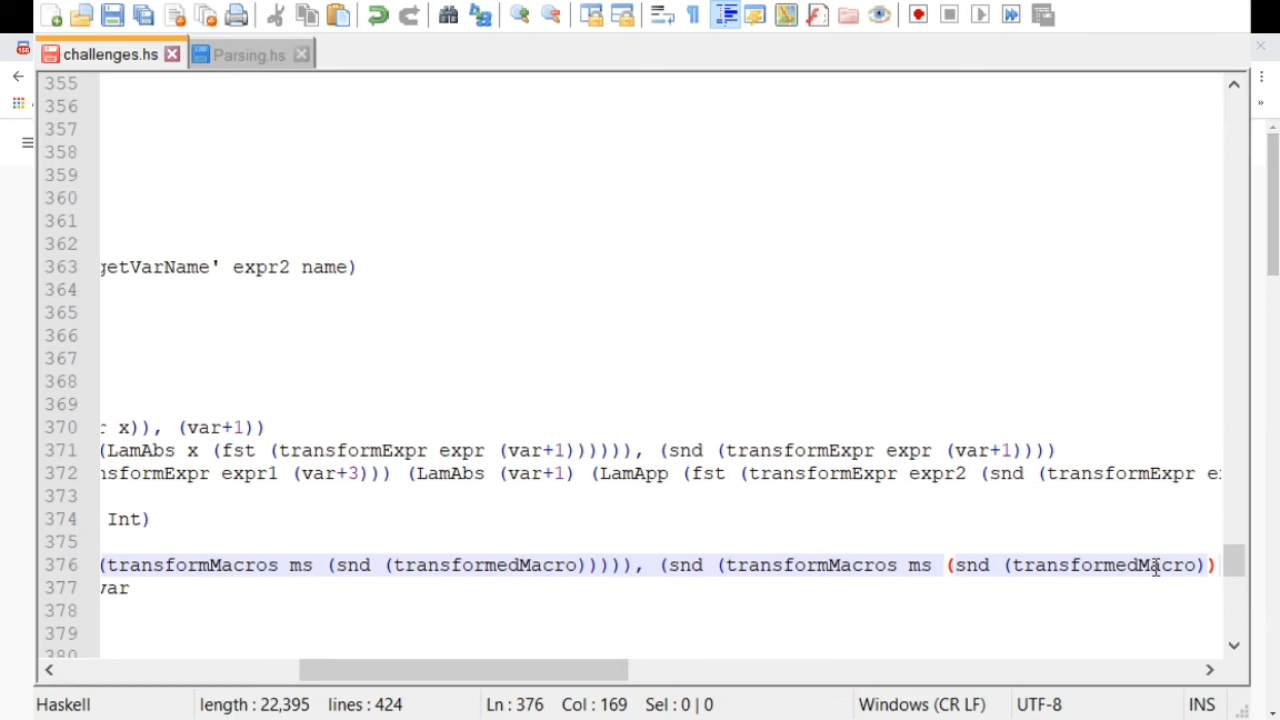 challenges.hs
Parsing.hs
355
356
357
358
359
360
361
362
363 getVarName' expr2 name)
364
365
366
367
368
369
370 r x)), (var+1))
371 (LamAbs x (fst (transformExpr expr (var+1)))))), (snd (transformExpr expr (var+1))))
372 nsformExpr expr1 (var+3))) (LamAbs (var+1) (LamApp (fst (transformExpr expr2 (snd (transformExpr e
373
374 Int)
375
376 (transformMacros ms (snd (transformedMacro))))), (snd (transformMacros ms (snd (transformedMacro))
377 var
378
379
380
Haskell length : 22,395 lines : 424 Ln : 376 Col : 169 Sel : 0 | 0 Windows (CR LF) UTF-8 INS